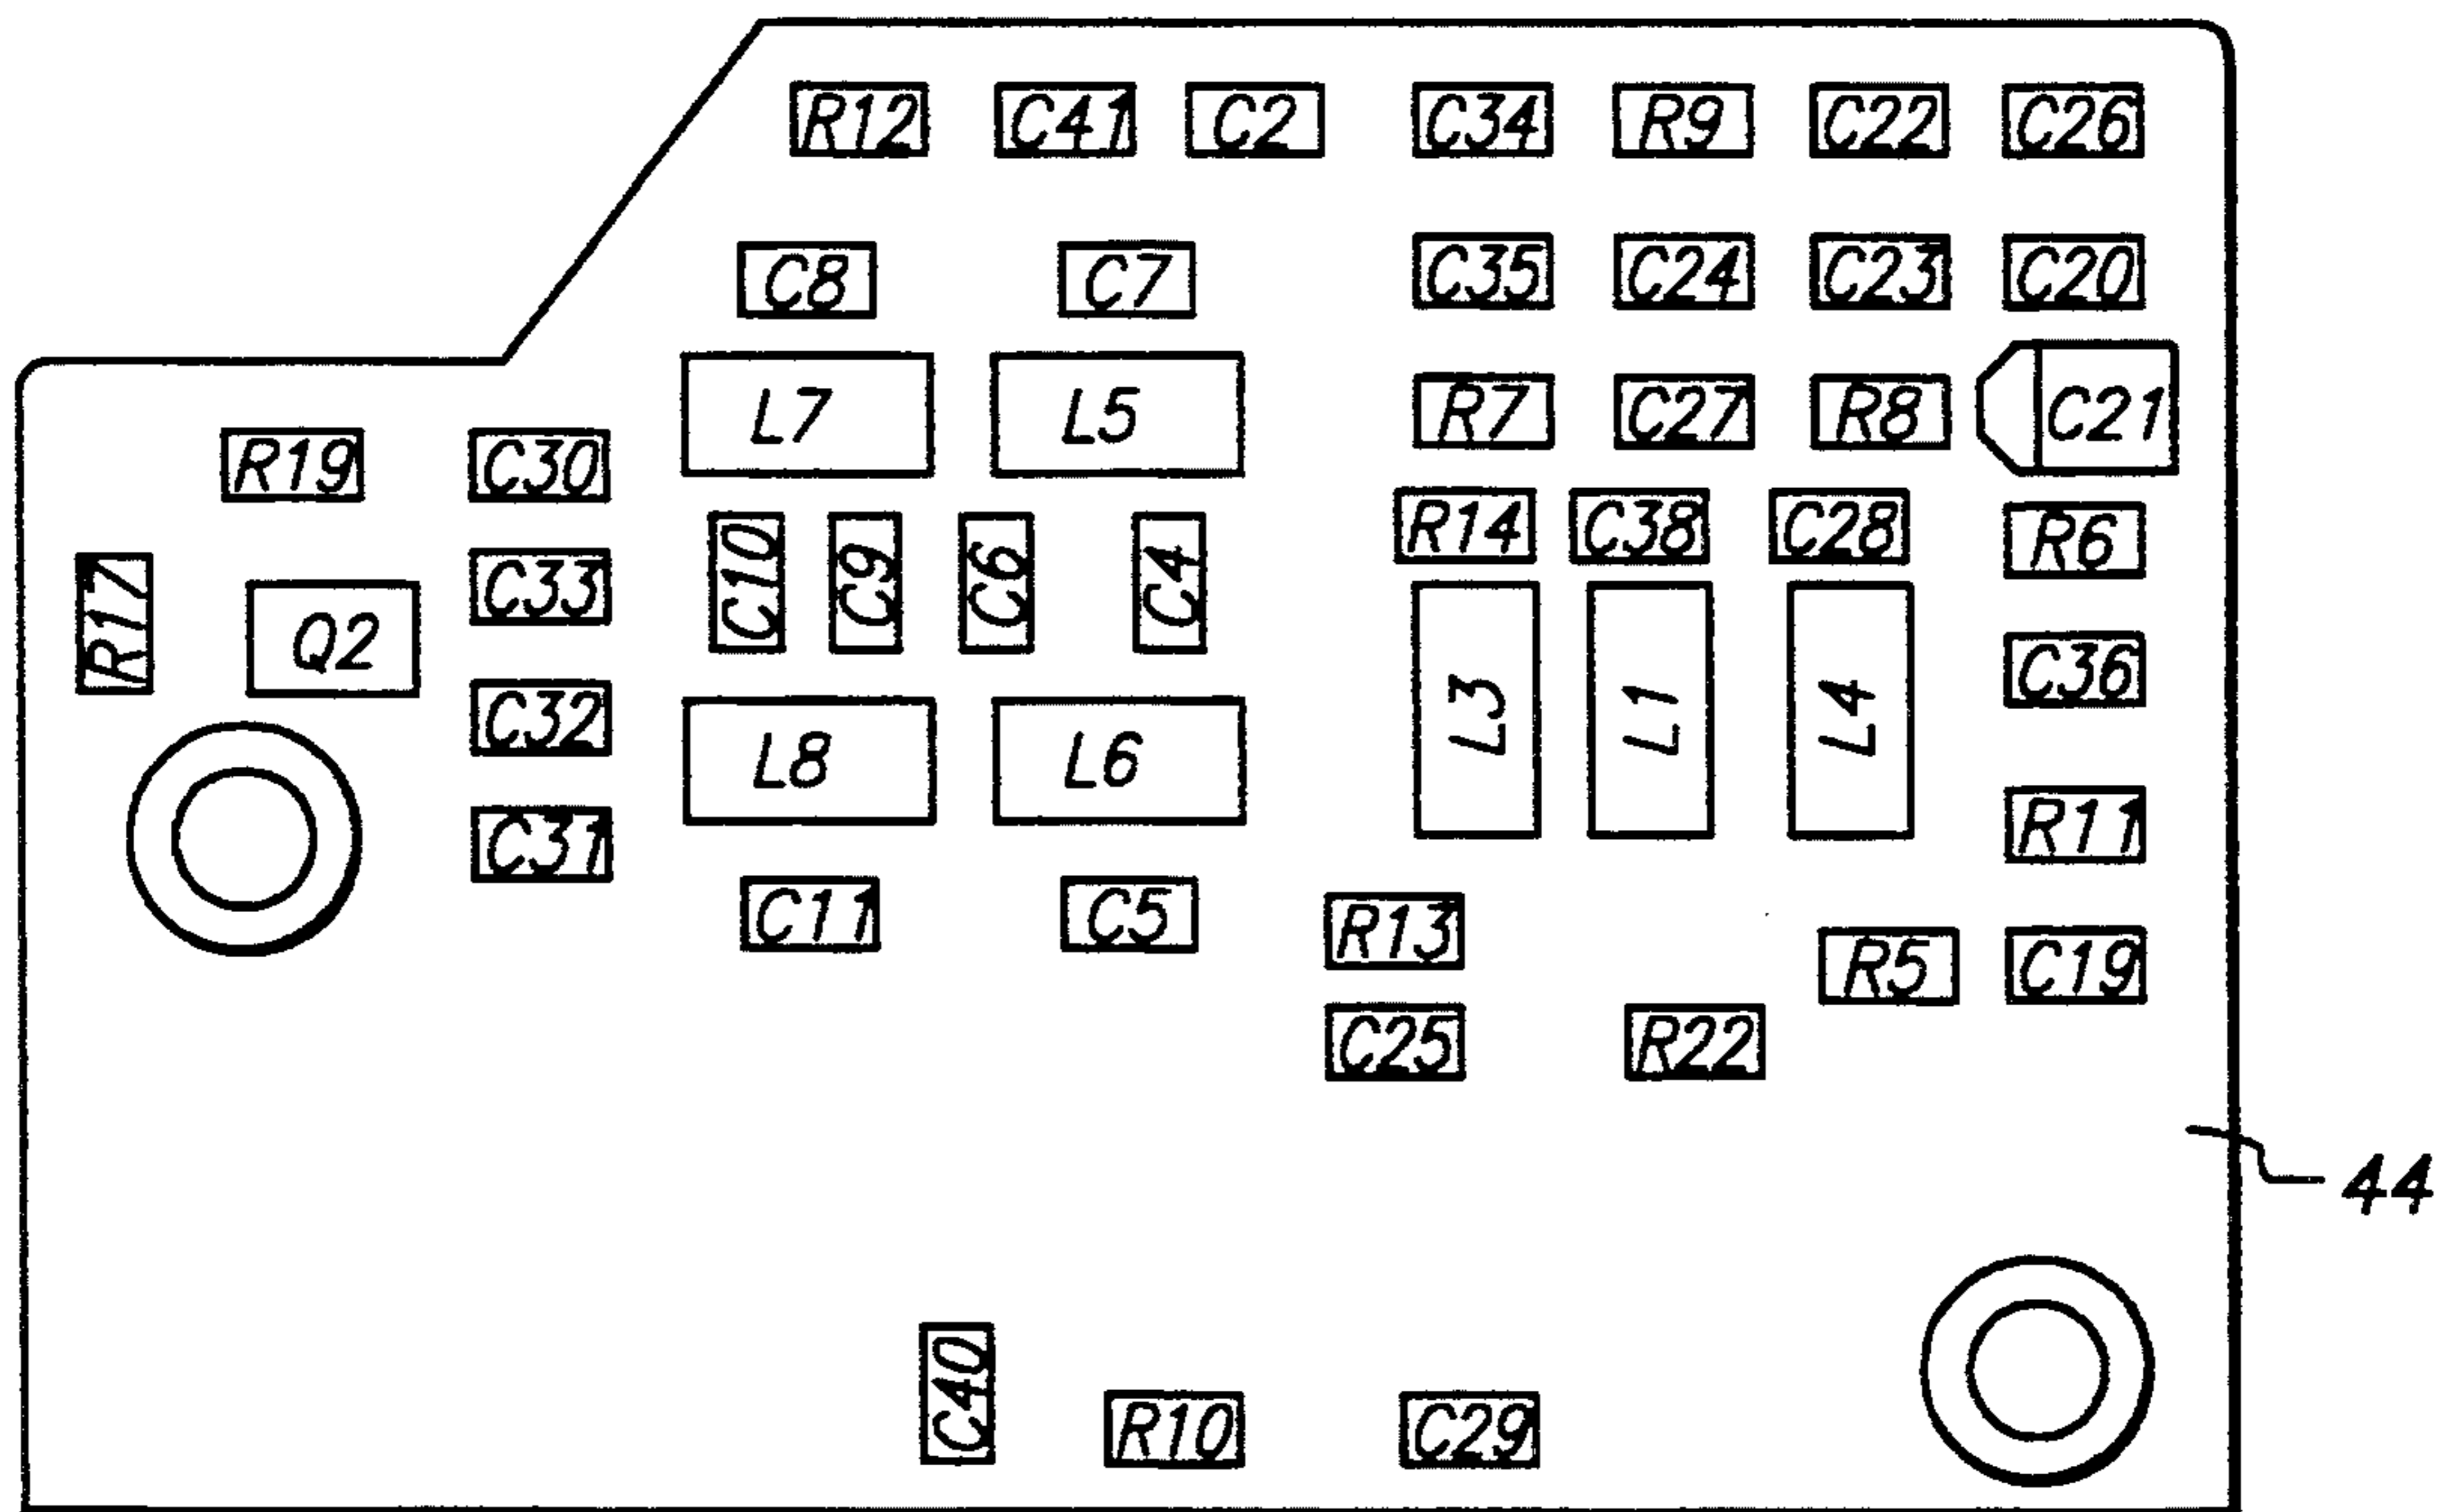 R12 C41 C2 C34 R9 C22 C26
C8 C7 C35 C24 C23 C20
L7 L5 R7 C27 R8 C21
R19 C30
R14 C38 C28 R6
R17 Q2 C33 C10 C9 C6 C4
C32 L8 L6 L3 L1 L4 C36
C31 R11
C11 C5 R13 R5 C19
C25 R22
44
C40 R10 C29